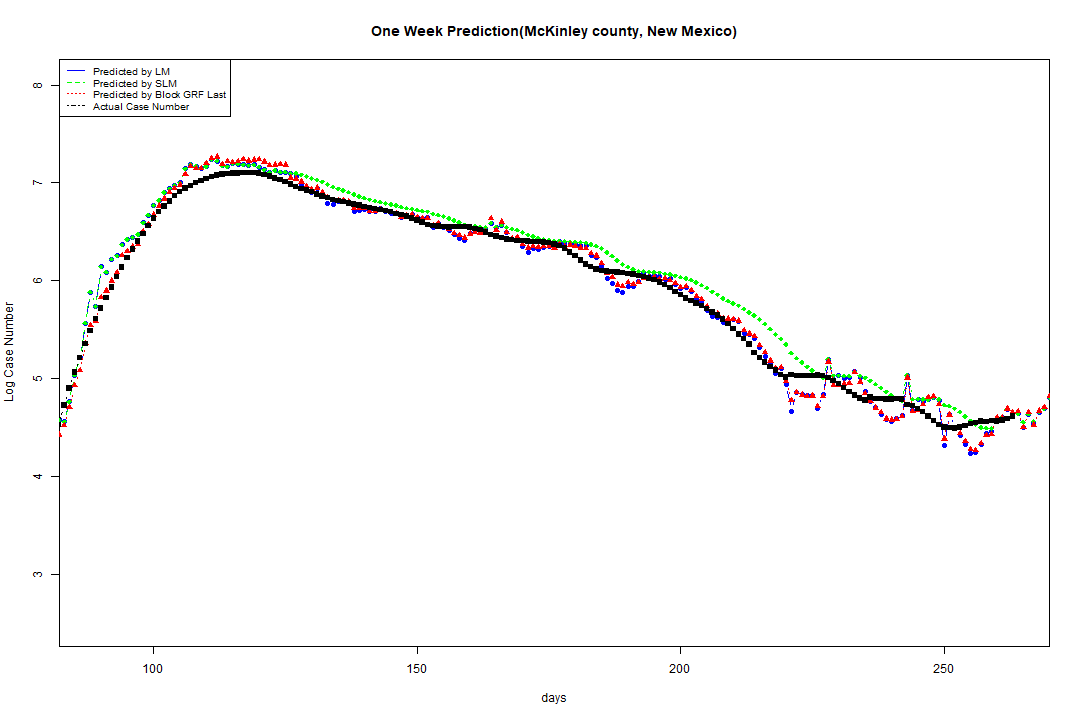 One Week Prediction(McKinley county, New Mexico)
Predicted by LM
Predicted by SLM
Predicted by Block GRF Last
Actual Case Number
8
7
6
5
4
3
Log Case Number
100 150 200 250
days